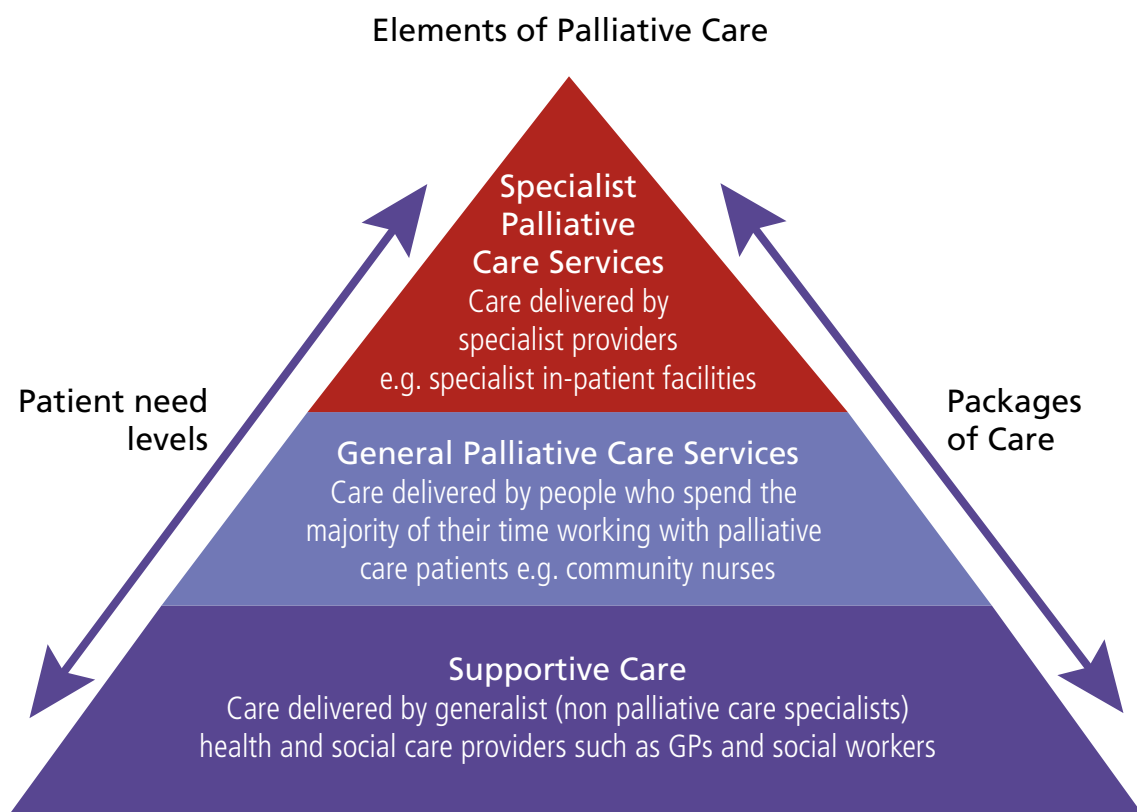 Elements of Palliative Care
Specialist
Palliative
Care Services
Care delivered by
specialist providers
e.g. specialist in-patient facilities
Patient need
levels
Packages
of Care
General Palliative Care Services
Care delivered by people who spend the
majority of their time working with palliative
care patients e.g. community nurses
Supportive Care
Care delivered by generalist (non palliative care specialists)
health and social care providers such as GPs and social workers